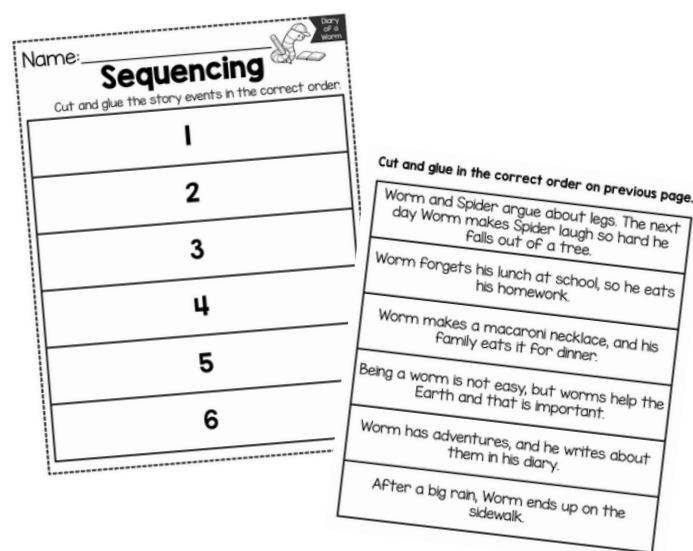 Diary
of a
Worm
Name:
Sequencing
Cut and glue the story events in the correct order.
1
2
3
4
5
6
Cut and glue in the correct order on previous page.
Worm and Spider argue about legs. The next
day Worm makes Spider laugh so hard he
falls out of a tree.
Worm forgets his lunch at school, so he eats
his homework.
Worm makes a macaroni necklace, and his
family eats it for dinner.
Being a worm is not easy, but worms help the
Earth and that is important.
Worm has adventures, and he writes about
them in his diary.
After a big rain, Worm ends up on the
sidewalk.